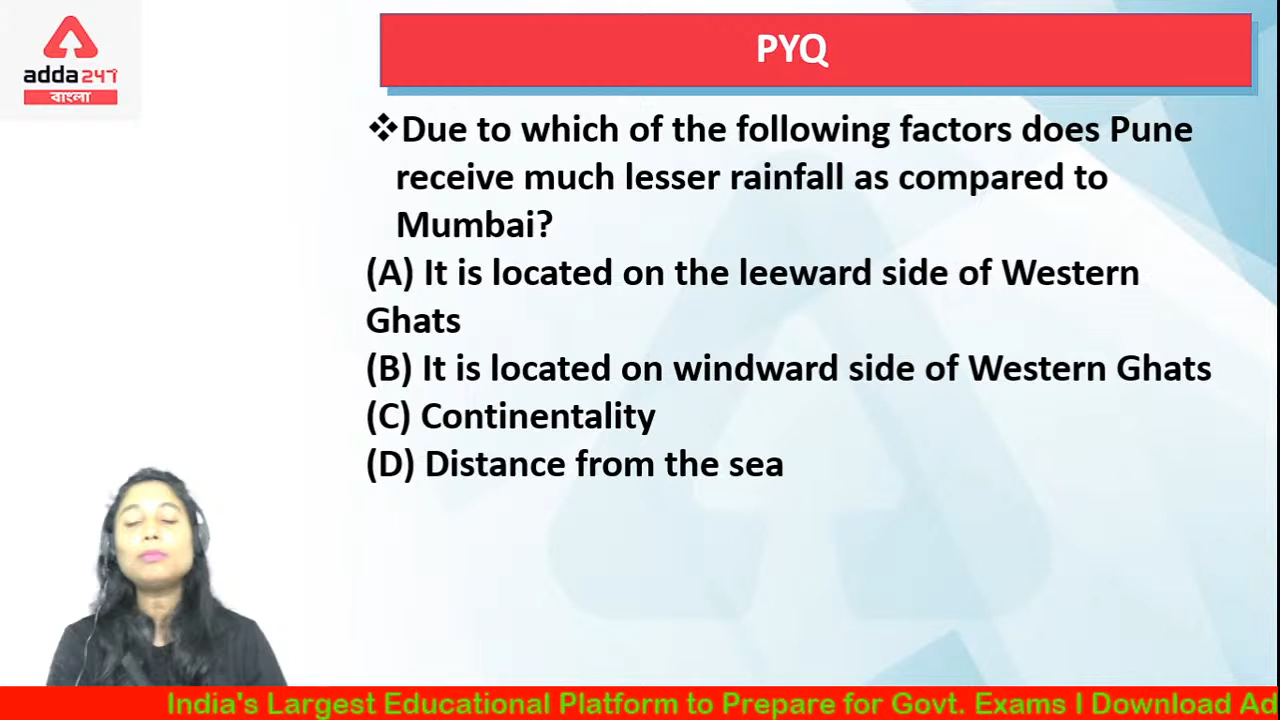 adda247
বাংলা
PYQ
❖Due to which of the following factors does Pune
receive much lesser rainfall as compared to
Mumbai?
(A) It is located on the leeward side of Western
Ghats
(B) It is located on windward side of Western Ghats
(C) Continentality
(D) Distance from the sea
India's Largest Educational Platform to Prepare for Govt. Exams I Download Ad